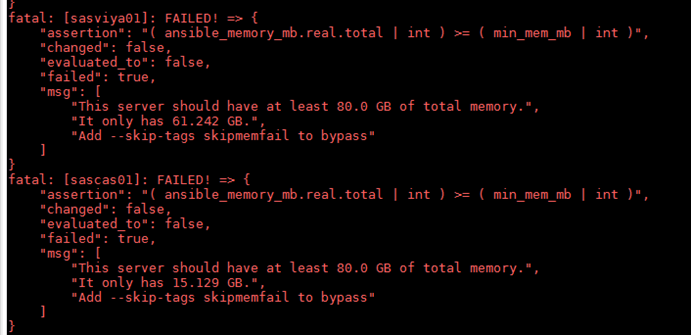 }
fatal: [sasviya01]: FAILED! => {
    "assertion": "( ansible_memory_mb.real.total | int ) >= ( min_mem_mb | int )",
    "changed": false,
    "evaluated_to": false,
    "failed": true,
    "msg": [
        "This server should have at least 80.0 GB of total memory.",
        "It only has 61.242 GB.",
        "Add --skip-tags skipmemfail to bypass"
    ]
}
fatal: [sascas01]: FAILED! => {
    "assertion": "( ansible_memory_mb.real.total | int ) >= ( min_mem_mb | int )",
    "changed": false,
    "evaluated_to": false,
    "failed": true,
    "msg": [
        "This server should have at least 80.0 GB of total memory.",
        "It only has 15.129 GB.",
        "Add --skip-tags skipmemfail to bypass"
    ]
}